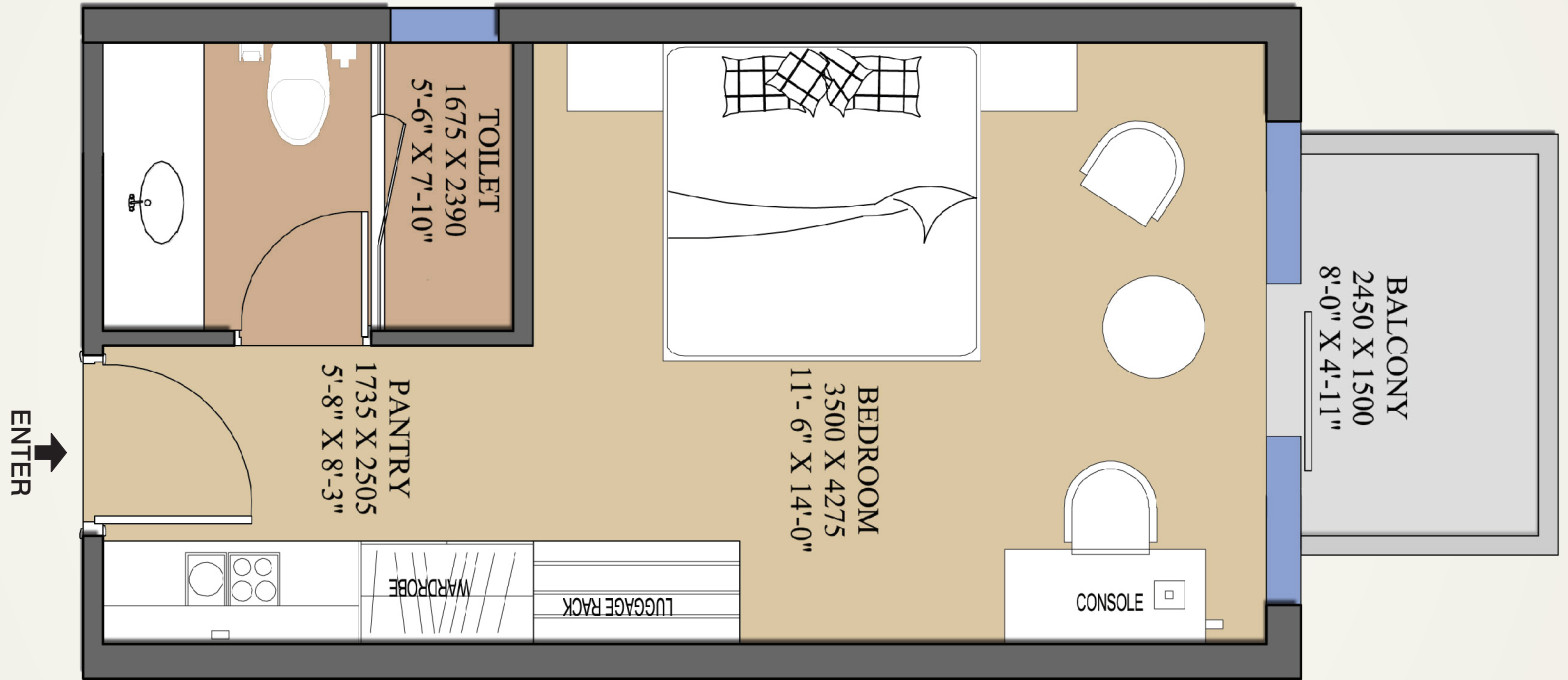 TOILET
1675 X 2390
5'-6" X 7'-10"
BALCONY
2450 X 1500
8'-0" X 4'-11"
BEDROOM
3500 X 4275
11'- 6" X 14'-0"
PANTRY
1735 X 2505
5'-8" X 8'-3"
ENTER
WARDROBE
LUGGAGE RACK
CONSOLE